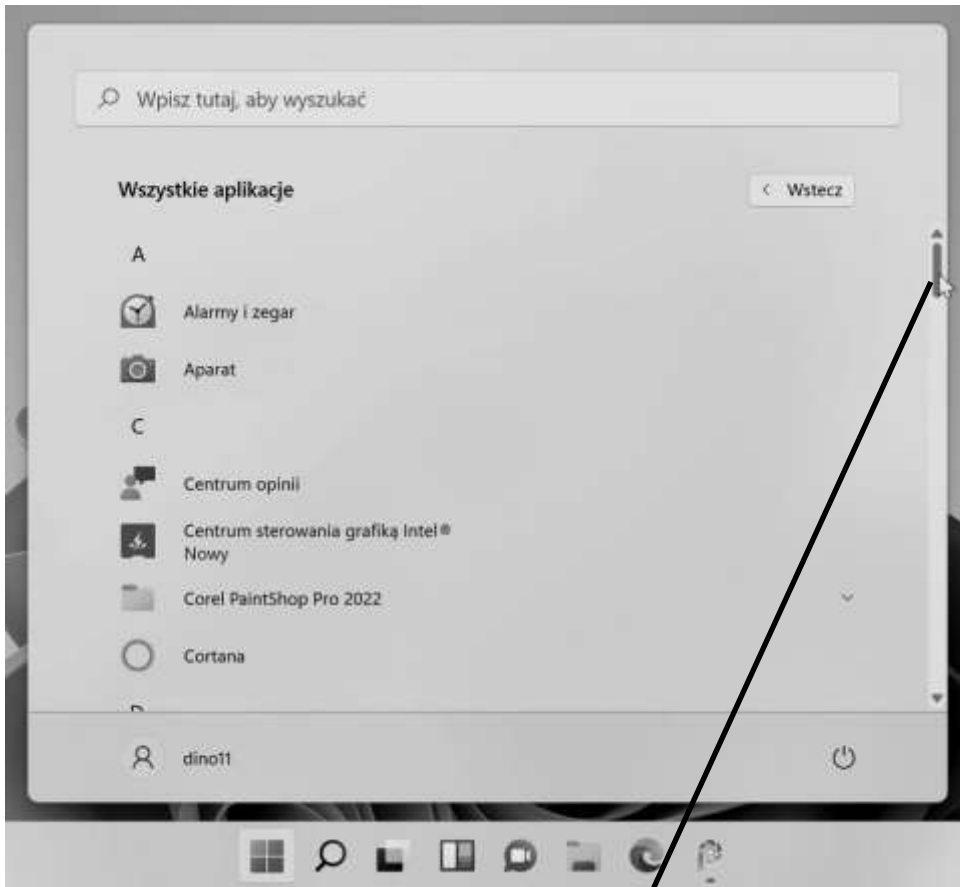 Wpisz tutaj, aby wyszukać
Wszystkie aplikacje
Wstecz
A
Alarmy i zegar
Aparat
C
Centrum opinii
Centrum sterowania grafiką Intel®
Nowy
Corel PaintShop Pro 2022
Cortana
dino11